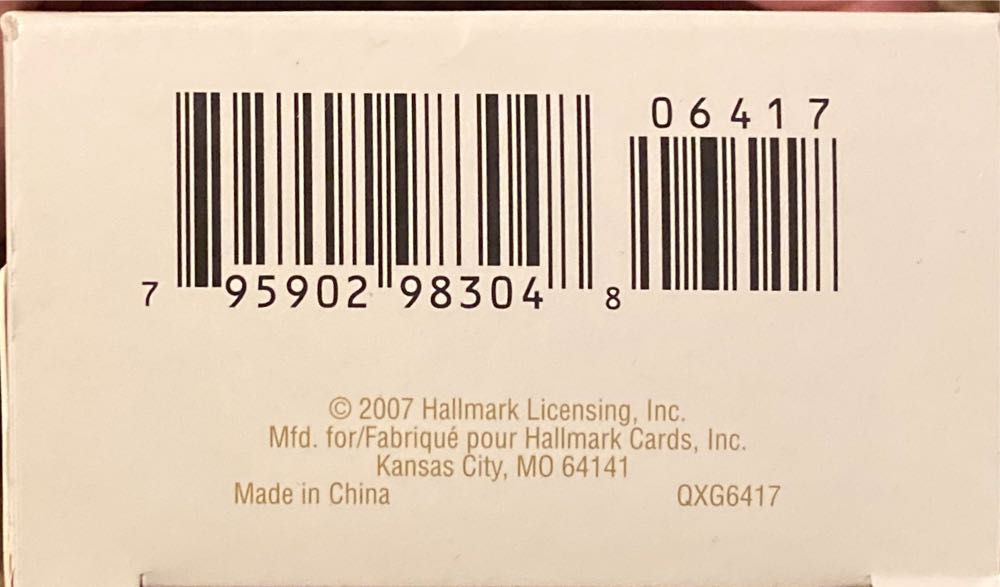 06417
7 95902 98304 8
© 2007 Hallmark Licensing, Inc.
Mfd. for/Fabriqué pour Hallmark Cards, Inc.
Kansas City, MO 64141
Made in China QXG6417